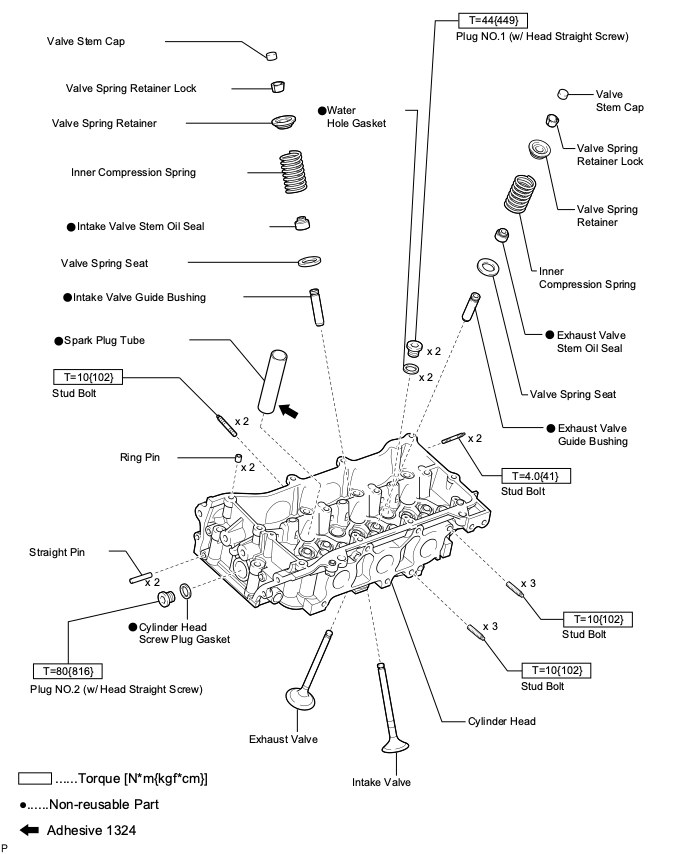 T=44{449}
Plug NO.1 (w/ Head Straight Screw)
Valve Stem Cap
Valve Spring Retainer Lock
Valve Spring Retainer
Inner Compression Spring
●Intake Valve Stem Oil Seal
Valve Spring Seat
●Intake Valve Guide Bushing
●Spark Plug Tube
T=10{102}
Stud Bolt
x 2
Ring Pin
x 2
●Water
Hole Gasket
x 2
x 2
Valve
Stem Cap
Valve Spring
Retainer Lock
Valve Spring
Retainer
Inner
Compression Spring
● Exhaust Valve
Stem Oil Seal
Valve Spring Seat
● Exhaust Valve
Guide Bushing
x 2
T=4.0{41}
Stud Bolt
Straight Pin
x 2
●Cylinder Head
Screw Plug Gasket
T=80{816}
Plug NO.2 (w/ Head Straight Screw)
x 3
T=10{102}
Stud Bolt
x 3
T=10{102}
Stud Bolt
Cylinder Head
Exhaust Valve
Intake Valve
......Torque [N*m{kgf*cm}]
●......Non-reusable Part
Adhesive 1324
P